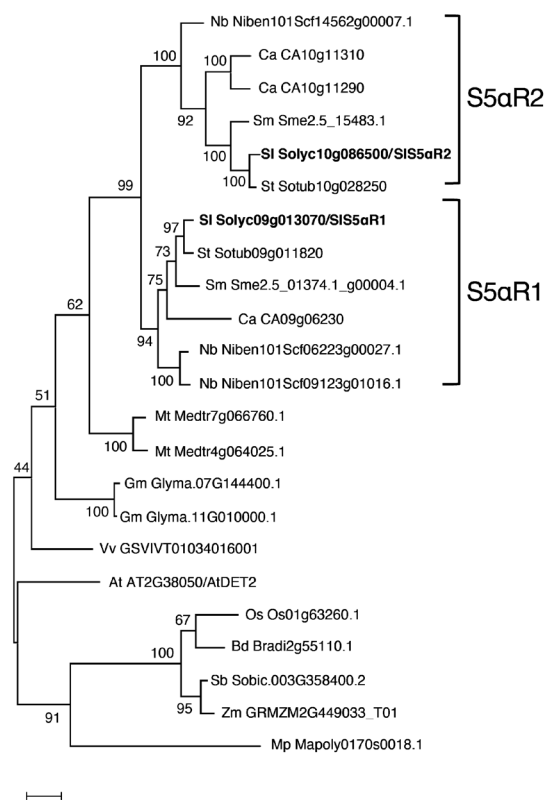 Nb Niben101Scf14562g00007.1
100
100
Ca CA10g11310
Ca CA10g11290
S5αR2
92
Sm Sme2.5_15483.1
100
Sl Solyc10g086500/SlS5αR2
100
St Sotub10g028250
99
97
Sl Solyc09g013070/SlS5αR1
73
St Sotub09g011820
75
Sm Sme2.5_01374.1_g00004.1
S5αR1
62
Ca CA09g06230
94
Nb Niben101Scf06223g00027.1
100
Nb Niben101Scf09123g01016.1
51
Mt Medtr7g066760.1
100
Mt Medtr4g064025.1
44
Gm Glyma.07G144400.1
100
Gm Glyma.11G010000.1
Vv GSVIVT01034016001
At AT2G38050/AtDET2
67
Os Os01g63260.1
Bd Bradi2g55110.1
100
Sb Sobic.003G358400.2
95
Zm GRMZM2G449033_T01
91
Mp Mapoly0170s0018.1